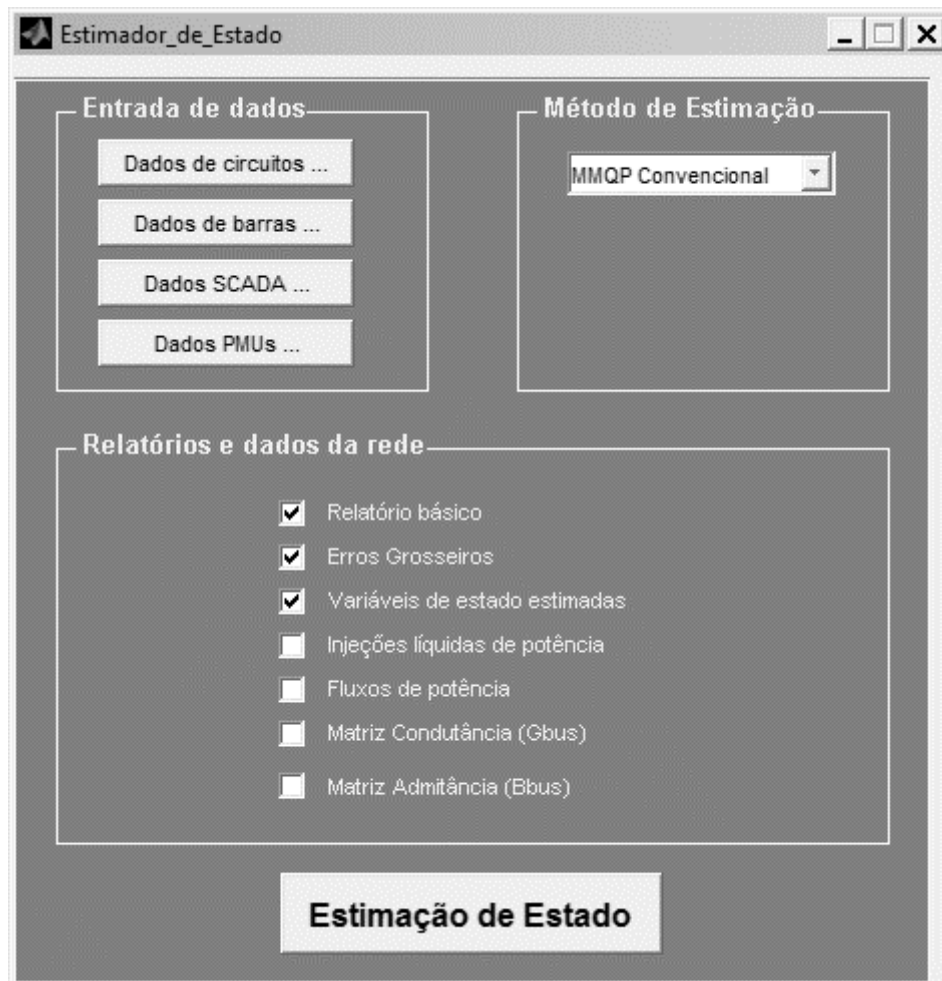 Estimador_de_Estado
Entrada de dados
Dados de circuitos ...
Dados de barras ...
Dados SCADA ...
Dados PMUs ...
Método de Estimação
MMQP Convencional
Relatórios e dados da rede
Relatório básico
Erros Grosseiros
Variáveis de estado estimadas
Injeções líquidas de potência
Fluxos de potência
Matriz Condutância (Gbus)
Matriz Admitância (Bbus)
Estimação de Estado